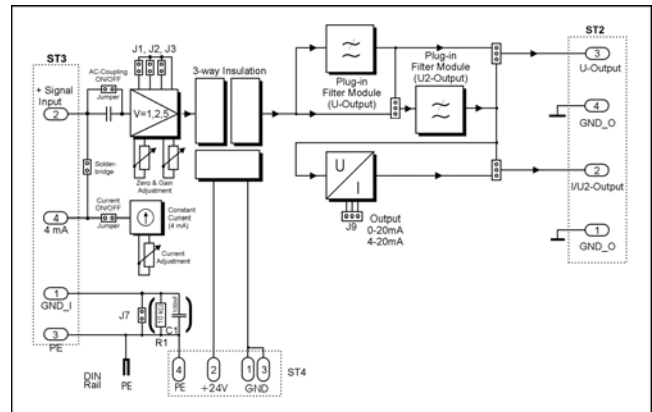 ST3
J1, J2, J3
AC-Coupling
ON/OFF
Jumper
+ Signal
Input
2
V=1,2,5
3-way Insulation
Zero & Gain
Adjustment
Solder-
bridge
Current
ON/OFF
Jumper
4
4 mA
Constant
Current
(4 mA)
Current
Adjustment
1
GND_I
J7
10 kΩ
100nF
C1
R1
3
PE
DIN
Rail
PE
4
PE
2
+24V
1
3
GND
ST4
Plug-in
Filter Module
(U-Output)
Plug-in
Filter Module
(U2-Output)
U
I
J9
Output
0-20mA
4-20mA
ST2
3
U-Output
4
GND_O
2
I/U2-Output
1
GND_O